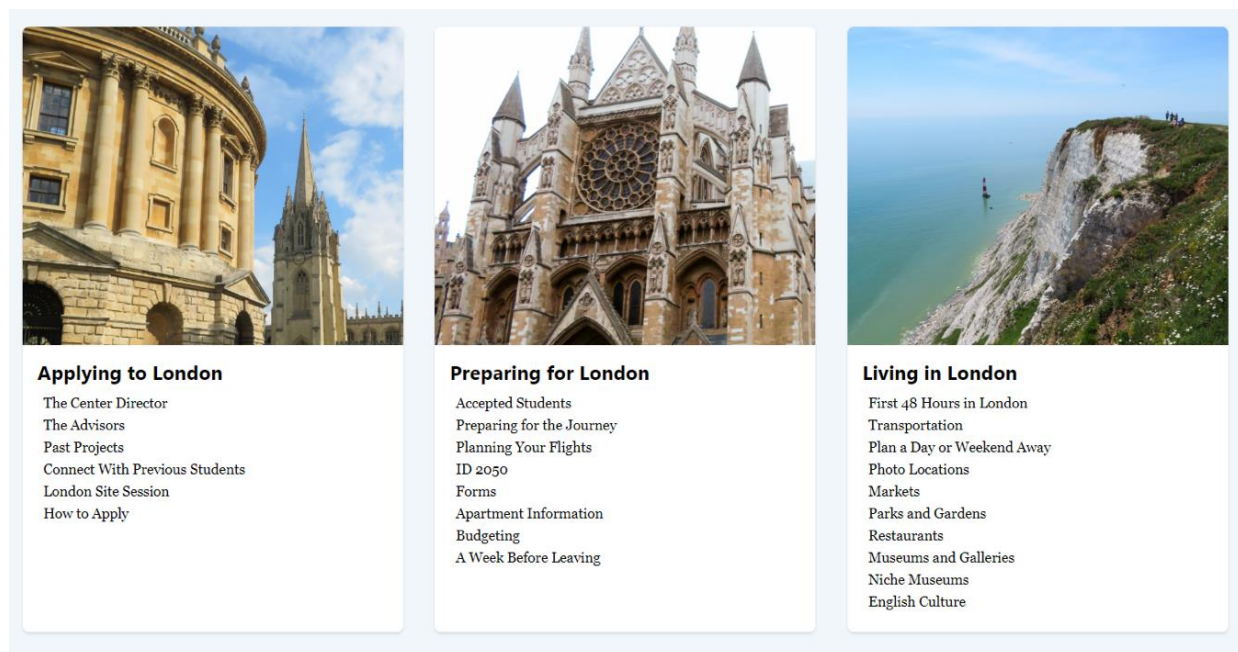 Applying to London
The Center Director
The Advisors
Past Projects
Connect With Previous Students
London Site Session
How to Apply
Preparing for London
Accepted Students
Preparing for the Journey
Planning Your Flights
ID 2050
Forms
Apartment Information
Budgeting
A Week Before Leaving
Living in London
First 48 Hours in London
Transportation
Plan a Day or Weekend Away
Photo Locations
Markets
Parks and Gardens
Restaurants
Museums and Galleries
Niche Museums
English Culture